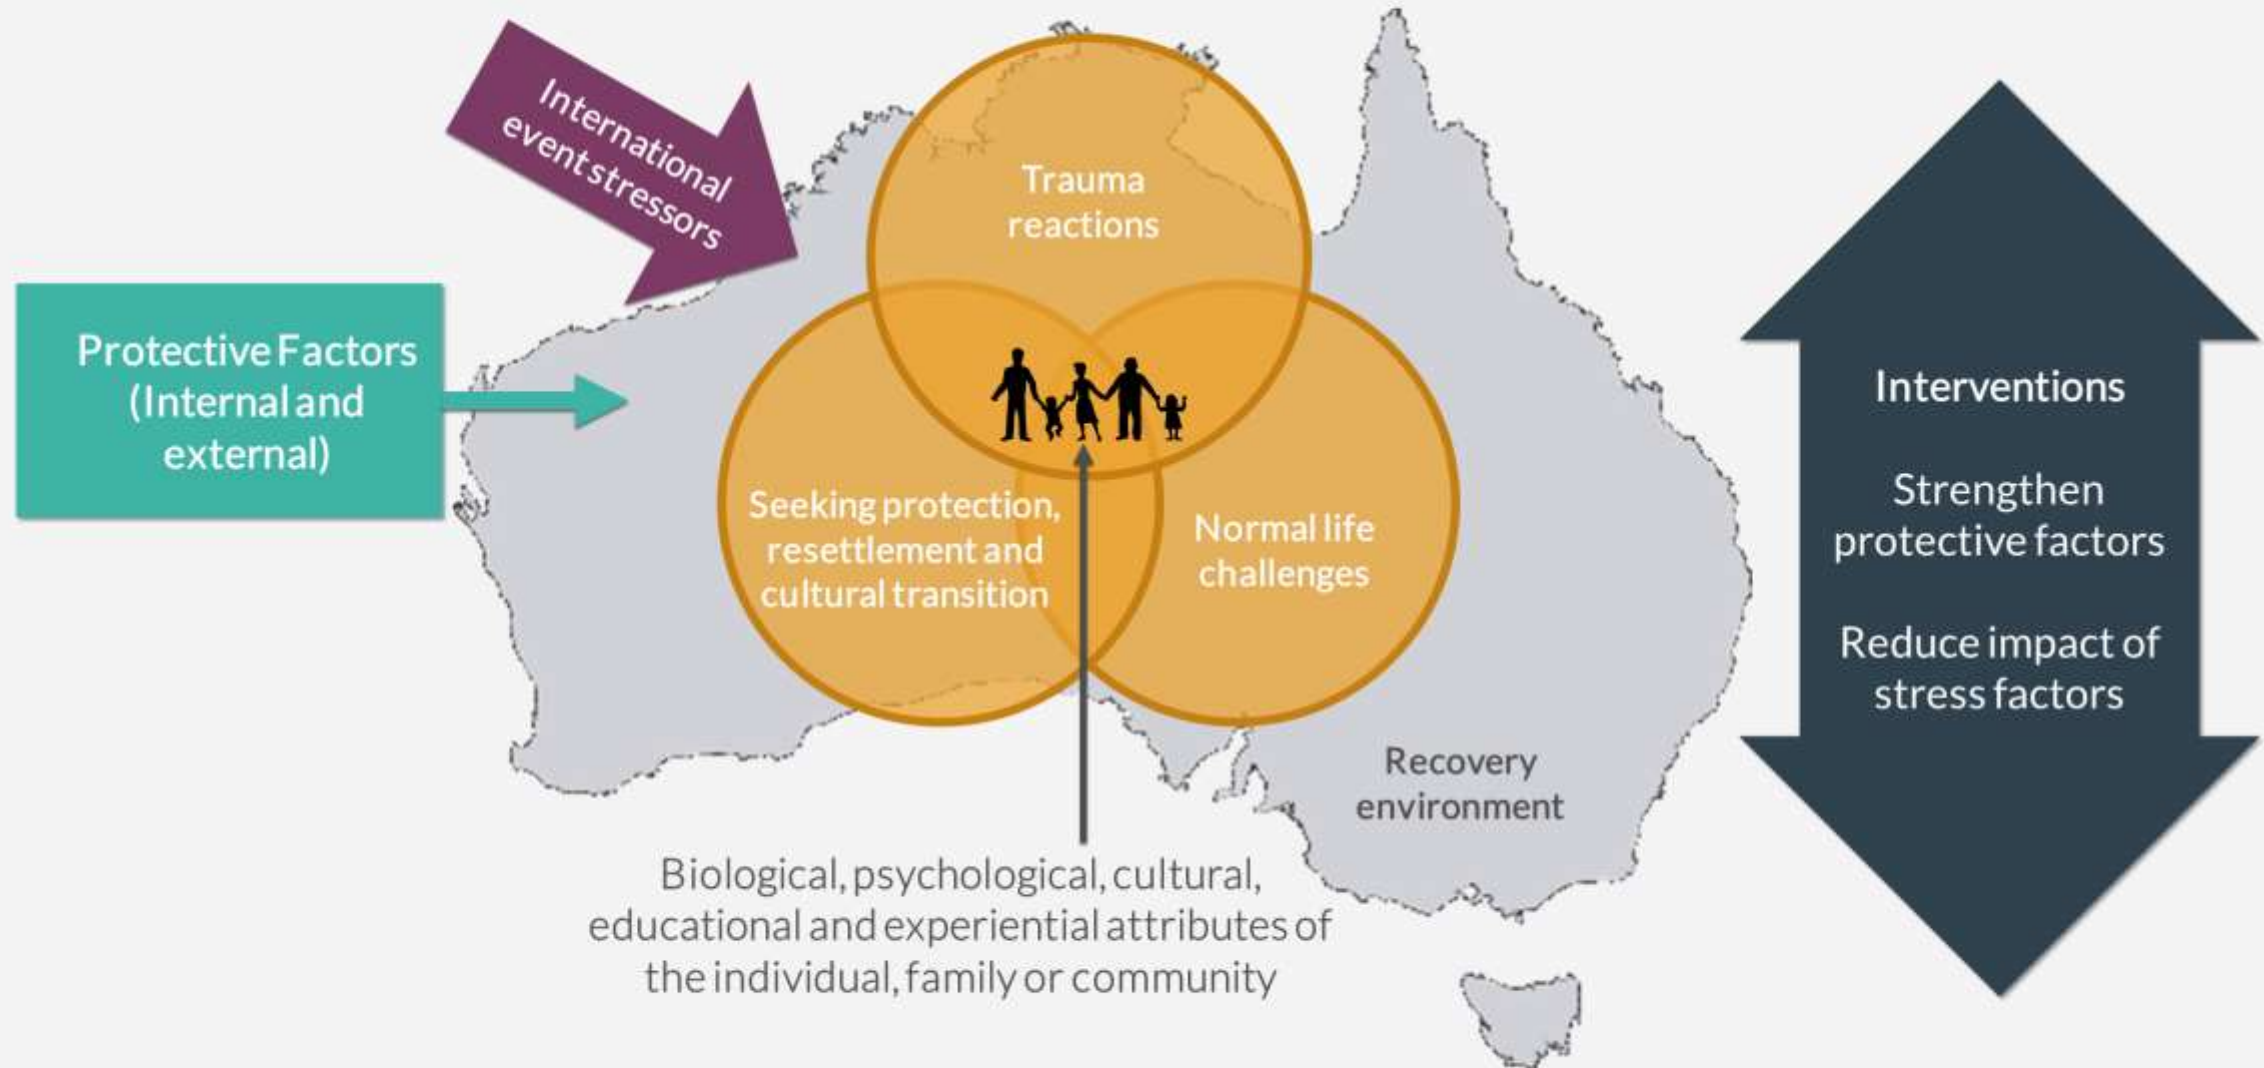 International
event stressors
Trauma
reactions
Protective Factors
(Internal and
external)
Seeking protection,
resettlement and
cultural transition
Normal life
challenges
Interventions
Strengthen
protective factors
Reduce impact of
stress factors
Recovery
environment
Biological, psychological, cultural,
educational and experiential attributes of
the individual, family or community